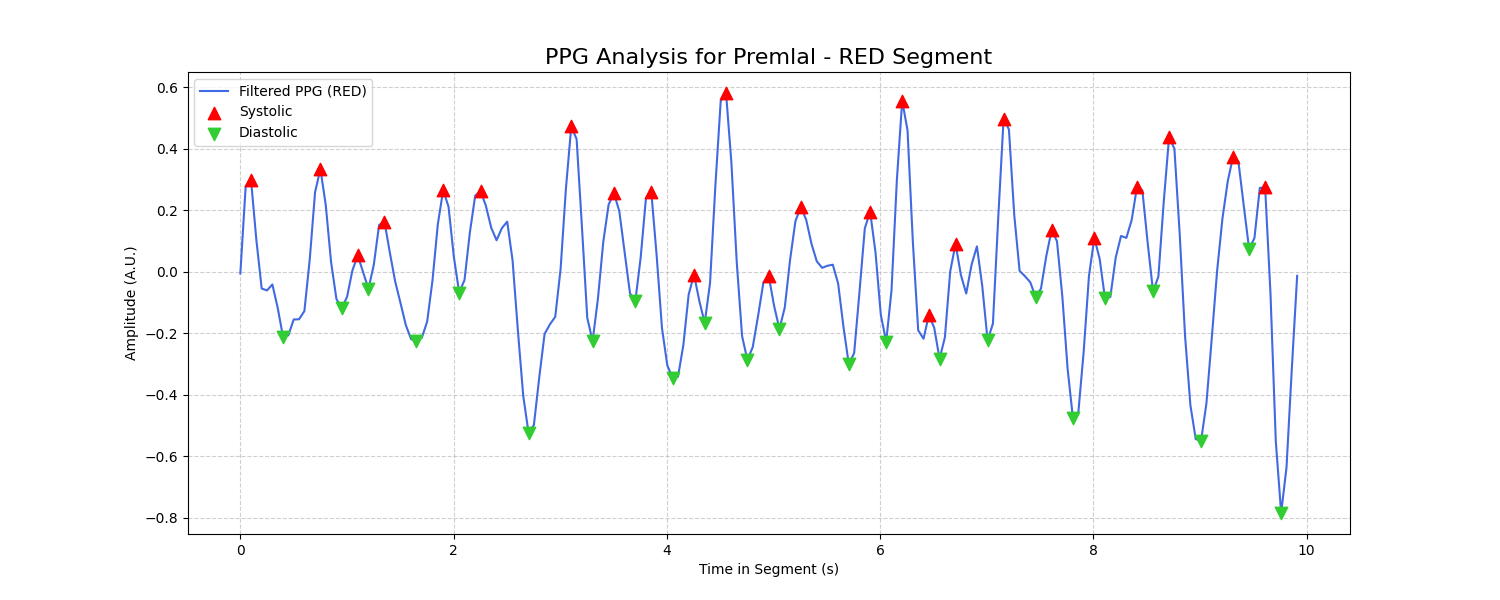 PPG Analysis for Premlal - RED Segment
Filtered PPG (RED)
Systolic
Diastolic
Amplitude (A.U.)
0.6
0.4
0.2
0.0
−0.2
−0.4
−0.6
−0.8
0 2 4 6 8 10
Time in Segment (s)